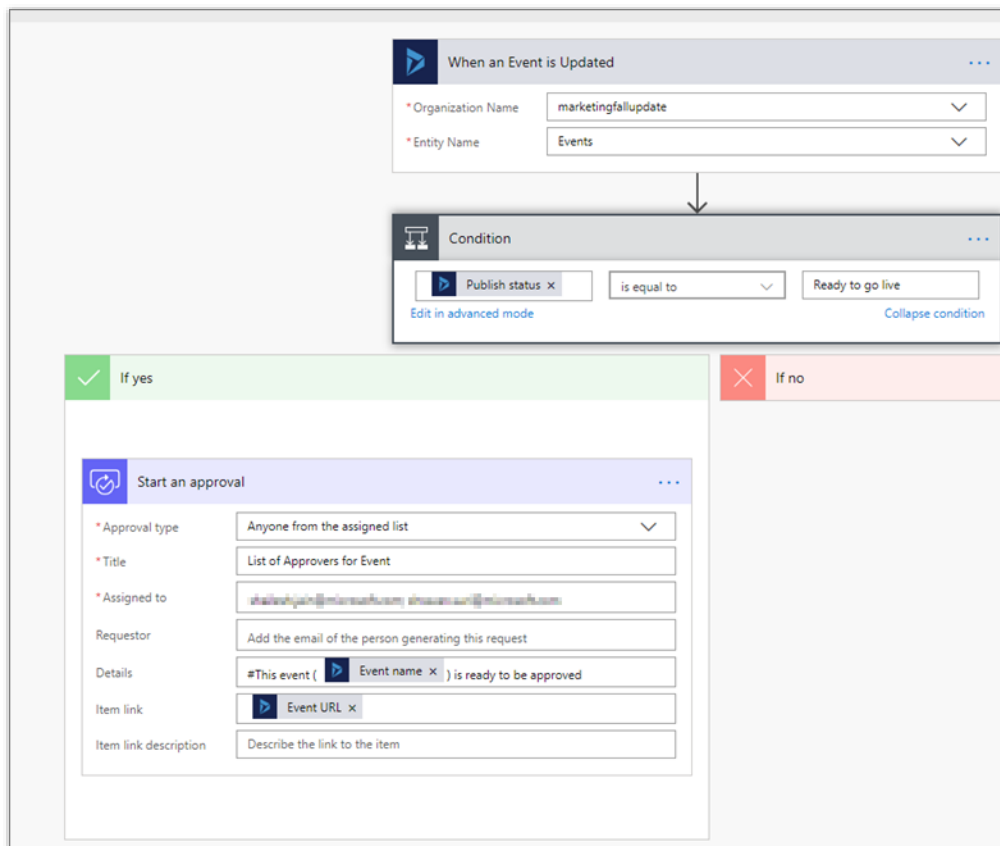 When an Event is Updated
* Organization Name marketingfallupdate
* Entity Name Events
Condition
Publish status × is equal to Ready to go live
Edit in advanced mode Collapse condition
If yes If no
Start an approval
* Approval type Anyone from the assigned list
* Title List of Approvers for Event
* Assigned to
Requestor Add the email of the person generating this request
Details #This event ( Event name × ) is ready to be approved
Item link Event URL ×
Item link description Describe the link to the item